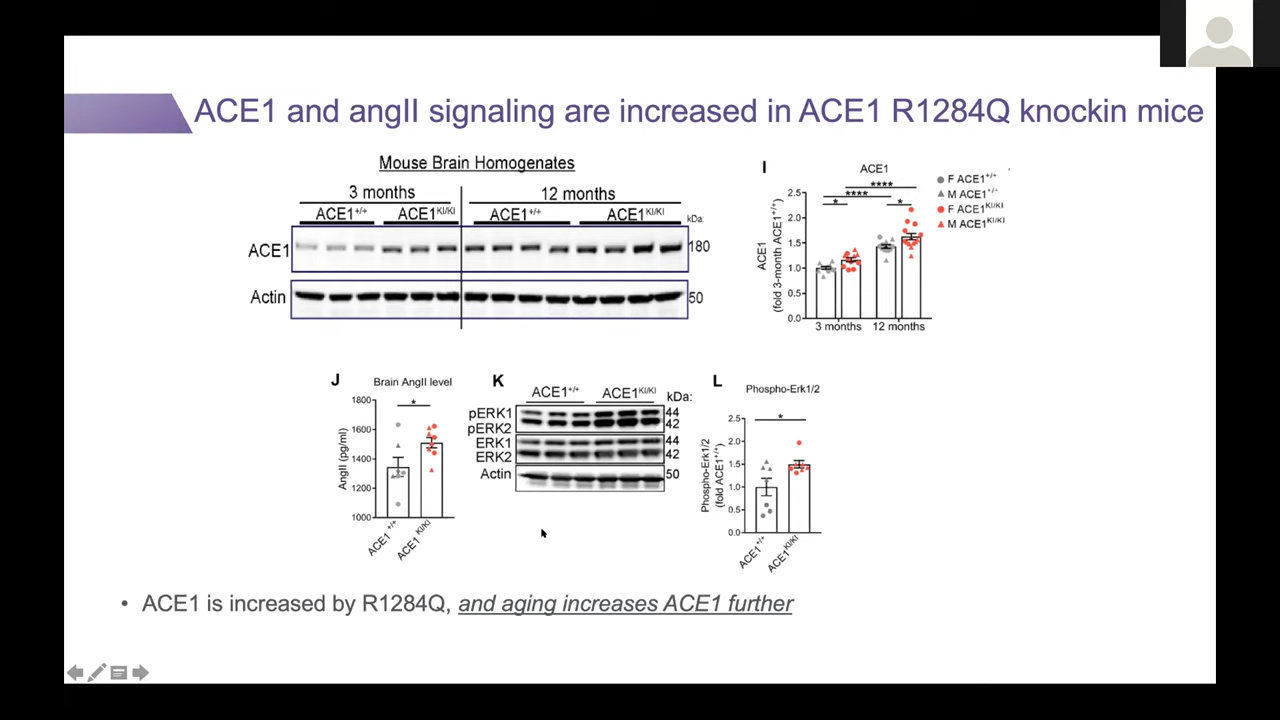 ACE1 and angII signaling are increased in ACE1 R1284Q knockin mice
Mouse Brain Homogenates
3 months
12 months
ACE1+/+
ACE1KI/KI
ACE1+/+
ACE1KI/KI
kDa:
ACE1
180
Actin
50
I
ACE1
ACE1
(fold 3-month ACE1+/+)
2.5
2.0
1.5
1.0
0.5
0.0
****
****
*
*
3 months
12 months
F ACE1+/+
M ACE1+/+
F ACE1KI/KI
M ACE1KI/KI
J
Brain AngII level
AngII (pg/ml)
1800
1600
1400
1200
1000
*
ACE1+/+
ACE1KI/KI
K
ACE1+/+
ACE1KI/KI
kDa:
pERK1
44
pERK2
42
ERK1
44
ERK2
42
Actin
50
L
Phospho-Erk1/2
Phospho-Erk1/2
(fold ACE1+/+)
2.5
2.0
1.5
1.0
0.5
0.0
*
ACE1+/+
ACE1KI/KI
• ACE1 is increased by R1284Q, and aging increases ACE1 further